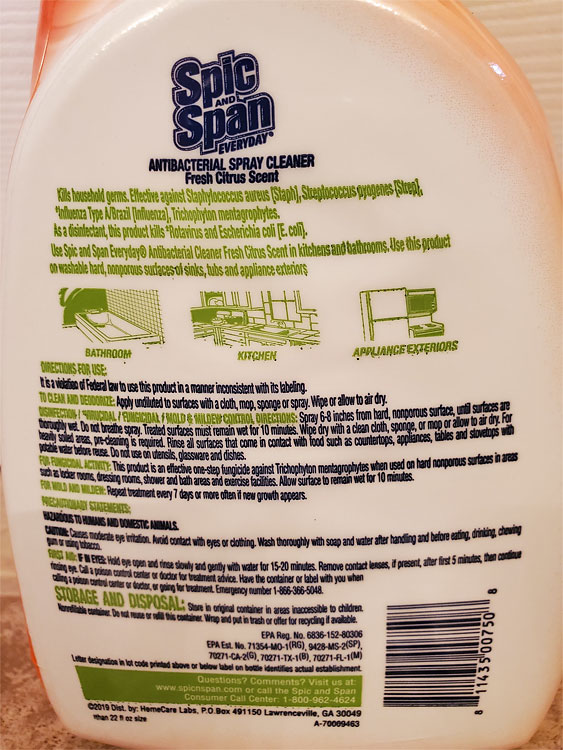 Spic
AND
Span
EVERYDAY®
ANTIBACTERIAL SPRAY CLEANER
Fresh Citrus Scent
Kills household germs. Effective against Staphylococcus aureus [Staph], Streptococcus pyogenes [Strep],
*Influenza Type A/Brazil [Influenza], Trichophyton mentagrophytes.
As a disinfectant, this product kills *Rotavirus and Escherichia coli [E. coli].
Use Spic and Span Everyday® Antibacterial Cleaner Fresh Citrus Scent in kitchens and bathrooms. Use this product
on washable hard, nonporous surfaces of sinks, tubs and appliance exteriors
BATHROOM
KITCHEN
APPLIANCE EXTERIORS
DIRECTIONS FOR USE:
It is a violation of Federal law to use this product in a manner inconsistent with its labeling.
TO CLEAN AND DEODORIZE: Apply undiluted to surfaces with a cloth, mop, sponge or spray. Wipe or allow to air dry.
DISINFECTING / *VIRUCIDAL / FUNGICIDAL / MOLD & MILDEW CONTROL DIRECTIONS: Spray 6-8 inches from hard, nonporous surface, until surfaces are
thoroughly wet. Do not breathe spray. Treated surfaces must remain wet for 10 minutes. Wipe dry with a clean cloth, sponge, or mop or allow to air dry. For
heavily soiled areas, pre-cleaning is required. Rinse all surfaces that come in contact with food such as countertops, appliances, tables and stovetops with
potable water before reuse. Do not use on utensils, glassware and dishes.
FOR FUNGICIDAL ACTIVITY: This product is an effective one-step fungicide against Trichophyton mentagrophytes when used on hard nonporous surfaces in areas
such as locker rooms, dressing rooms, shower and bath areas and exercise facilities. Allow surface to remain wet for 10 minutes.
FOR MOLD AND MILDEW: Repeat treatment every 7 days or more often if new growth appears.
PRECAUTIONARY STATEMENTS:
HAZARDOUS TO HUMANS AND DOMESTIC ANIMALS.
CAUTION: Causes moderate eye irritation. Avoid contact with eyes or clothing. Wash thoroughly with soap and water after handling and before eating, drinking, chewing
gum or using tobacco.
FIRST AID: IF IN EYES: Hold eye open and rinse slowly and gently with water for 15-20 minutes. Remove contact lenses, if present, after first 5 minutes, then continue
rinsing eye. Call a poison control center or doctor for treatment advice. Have the container or label with you when
calling a poison control center or doctor, or going for treatment. Emergency number 1-866-366-5048.
STORAGE AND DISPOSAL: Store in original container in areas inaccessible to children.
Nonrefillable container. Do not reuse or refill this container. Wrap and put in trash or offer for recycling if available.
EPA Reg. No. 6836-152-80306
EPA Est. No. 71354-MO-1(RG), 9428-MS-2(SP),
70271-CA-2(G), 70271-TX-1(B), 70271-FL-1(M)
Letter designation in lot code printed above or below label on bottle identifies actual establishment.
Questions? Comments? Visit us at:
www.spicnspan.com or call the Spic and Span
Consumer Call Center: 1-800-962-4624
©2019 Dist. by: HomeCare Labs, P.O. Box 491150 Lawrenceville, GA 30049
than 22 fl oz size
A-70009463
8 11435 00750 8